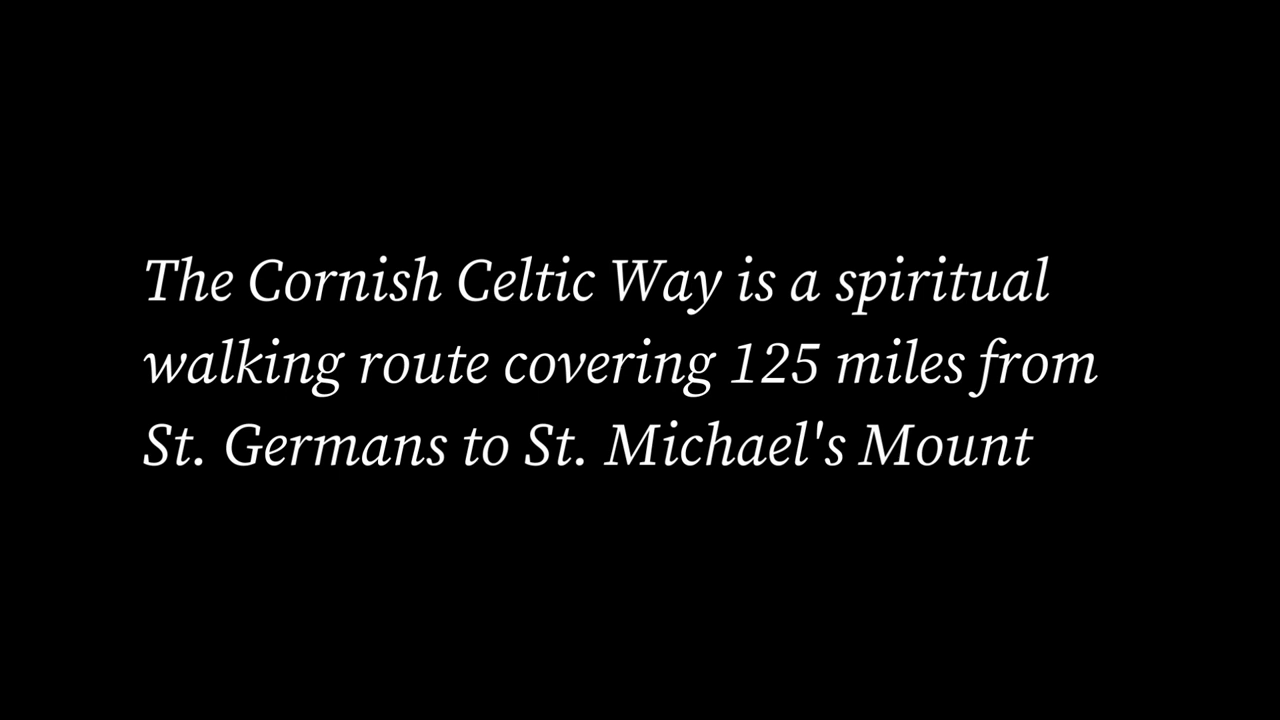 The Cornish Celtic Way is a spiritual
walking route covering 125 miles from
St. Germans to St. Michael's Mount